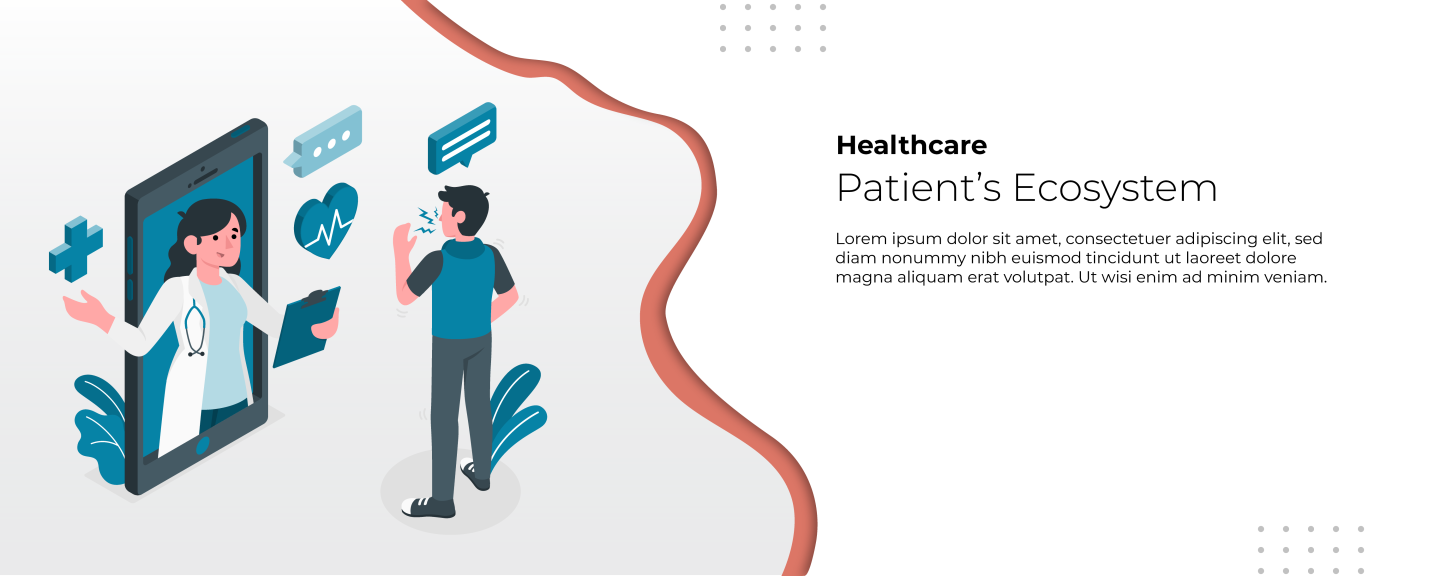 Healthcare
Patient’s Ecosystem
Lorem ipsum dolor sit amet, consectetuer adipiscing elit, sed
diam nonummy nibh euismod tincidunt ut laoreet dolore
magna aliquam erat volutpat. Ut wisi enim ad minim veniam.